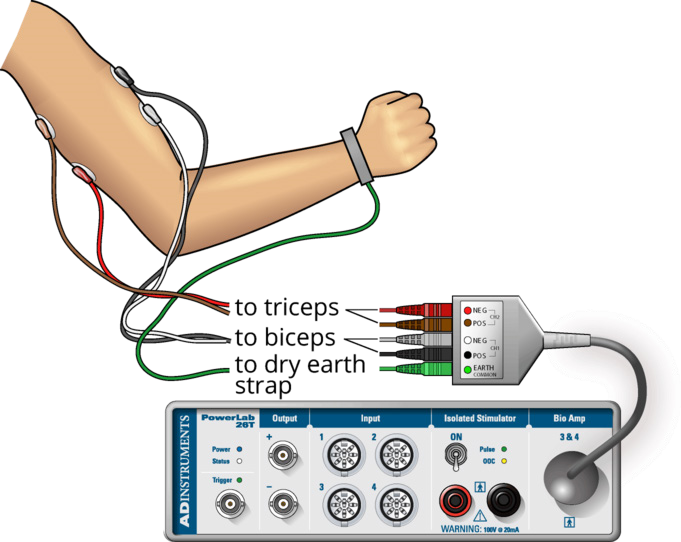 to triceps
to biceps
to dry earth
strap
NEG
POS
CH2
NEG
POS
CH1
EARTH
COMMON
ADINSTRUMENTS
PowerLab
26T
Power
Status
Trigger
Output
+
−
Input
1
2
3
4
Isolated Stimulator
ON
Pulse
OOC
WARNING: 100V @ 20mA
Bio Amp
3 & 4